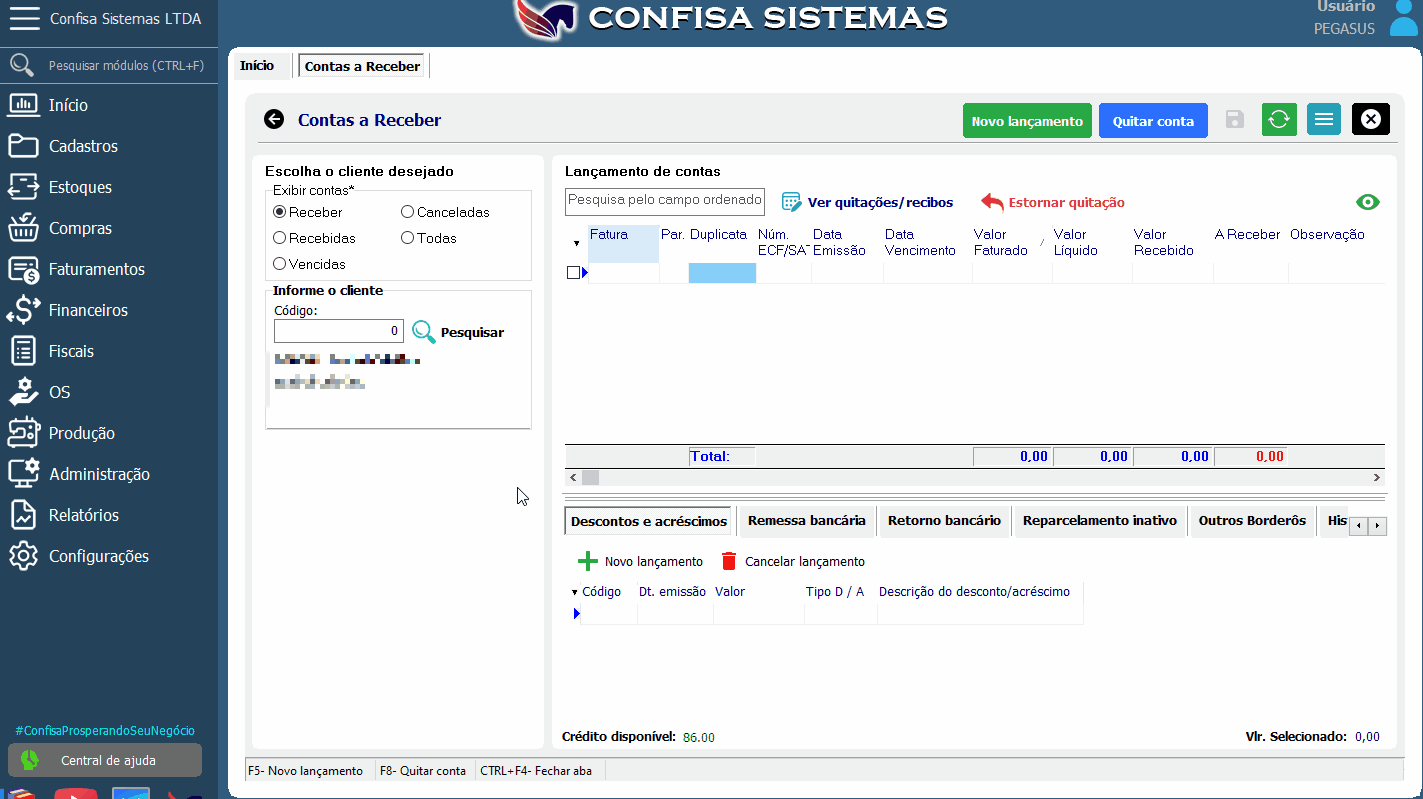 Confisa Sistemas LTDA
CONFISA SISTEMAS
Usuário
PEGASUS
Pesquisar módulos (CTRL+F)
Início
Cadastros
Estoques
Compras
Faturamentos
Financeiros
Fiscais
OS
Produção
Administração
Relatórios
Configurações
#ConfisaProsperandoSeuNegócio
Central de ajuda
Início
Contas a Receber
Contas a Receber
Novo lançamento
Quitar conta
Escolha o cliente desejado
Exibir contas*
Receber
Canceladas
Recebidas
Todas
Vencidas
Informe o cliente
Código:
0
Pesquisar
Lançamento de contas
Pesquisa pelo campo ordenado
Ver quitações/recibos
Estornar quitação
Fatura
Par.
Duplicata
Núm.
ECF/SAT
Data
Emissão
Data
Vencimento
Valor
Faturado
Valor
Líquido
Valor
Recebido
A Receber
Observação
Total:
0,00
0,00
0,00
0,00
Descontos e acréscimos
Remessa bancária
Retorno bancário
Reparcelamento inativo
Outros Borderôs
His
Novo lançamento
Cancelar lançamento
Código
Dt. emissão
Valor
Tipo D / A
Descrição do desconto/acréscimo
Crédito disponível: 86.00
Vlr. Selecionado: 0,00
F5- Novo lançamento
F8- Quitar conta
CTRL+F4- Fechar aba